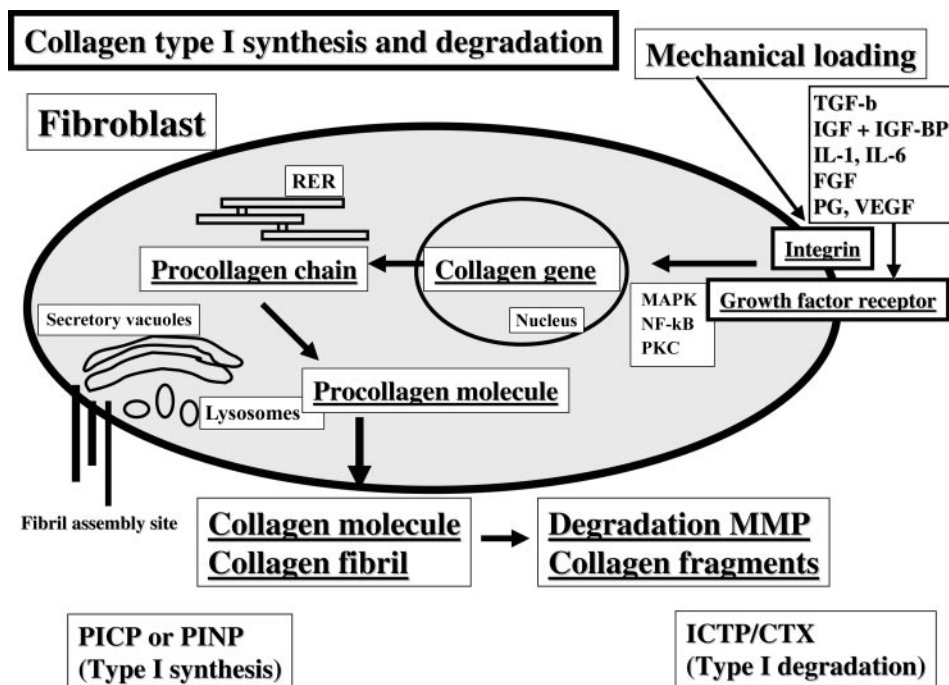 Collagen type I synthesis and degradation
Mechanical loading
TGF-b
IGF + IGF-BP
IL-1, IL-6
FGF
PG, VEGF
Fibroblast
RER
Integrin
Procollagen chain
Collagen gene
Growth factor receptor
MAPK
NF-kB
PKC
Nucleus
Secretory vacuoles
Procollagen molecule
Lysosomes
Fibril assembly site
Collagen molecule
Collagen fibril
Degradation MMP
Collagen fragments
PICP or PINP
(Type I synthesis)
ICTP/CTX
(Type I degradation)